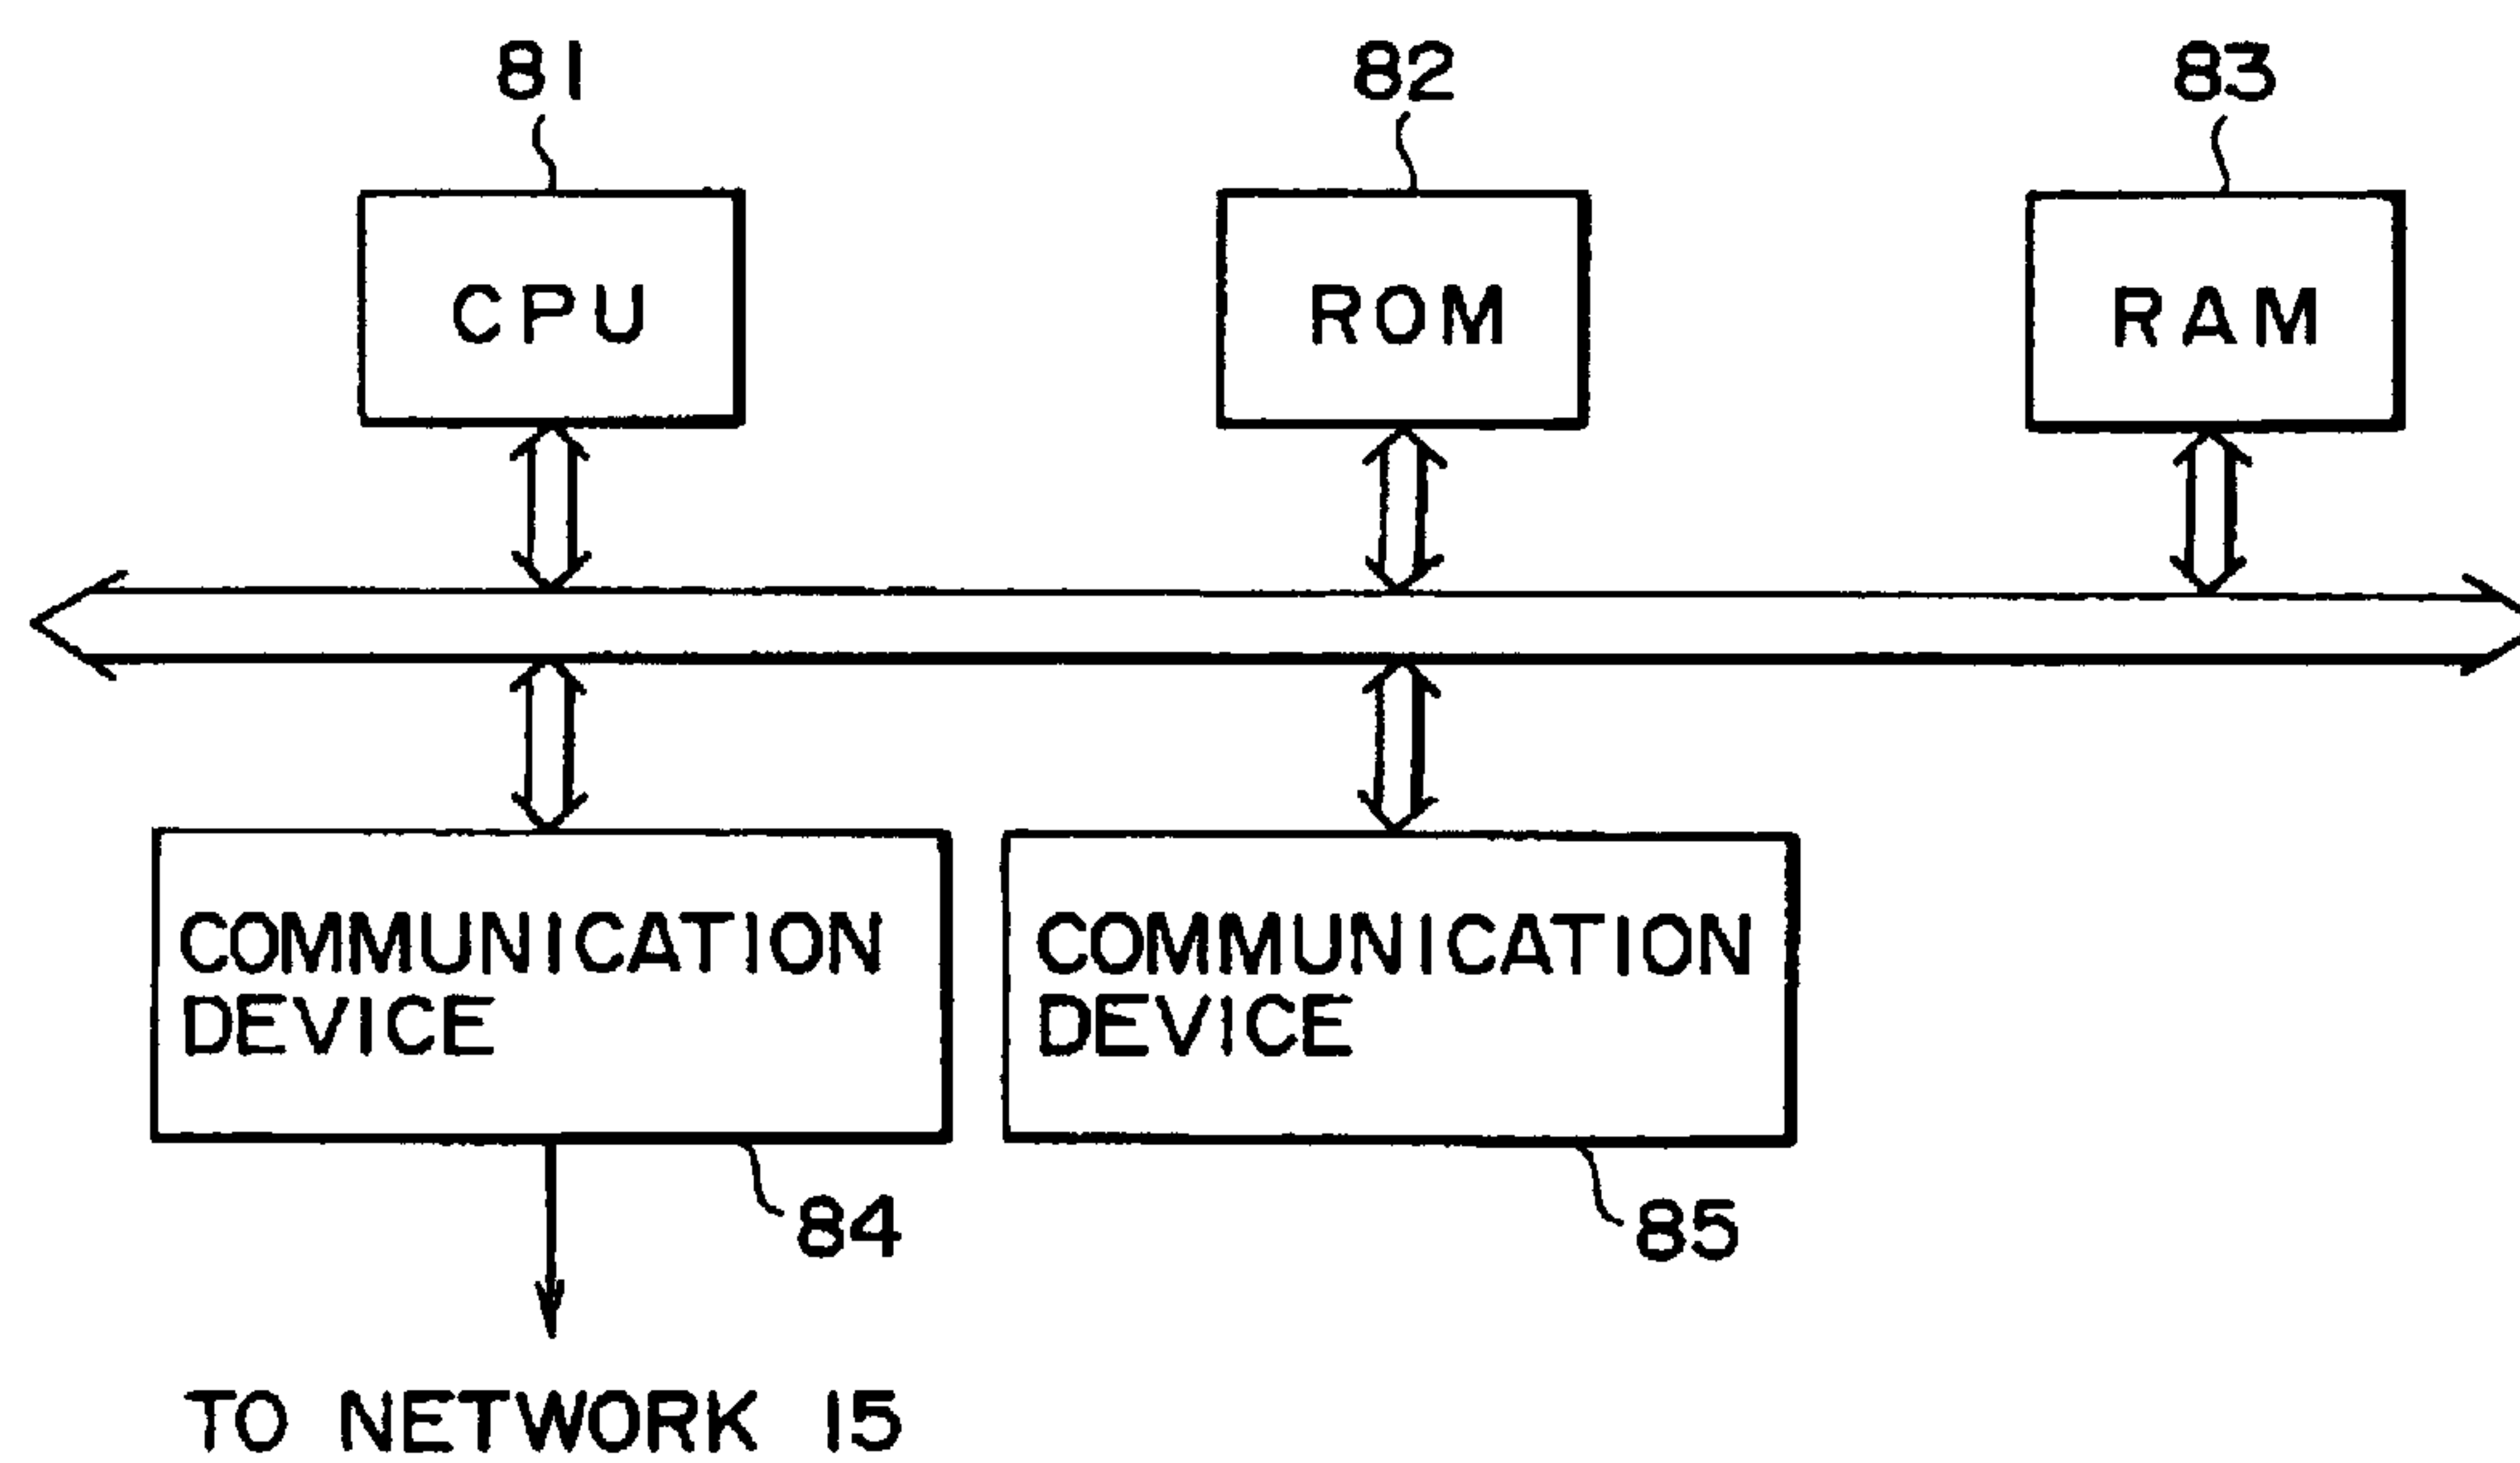 81
82
83
CPU
ROM
RAM
COMMUNICATION
DEVICE
COMMUNICATION
DEVICE
84
85
TO NETWORK 15